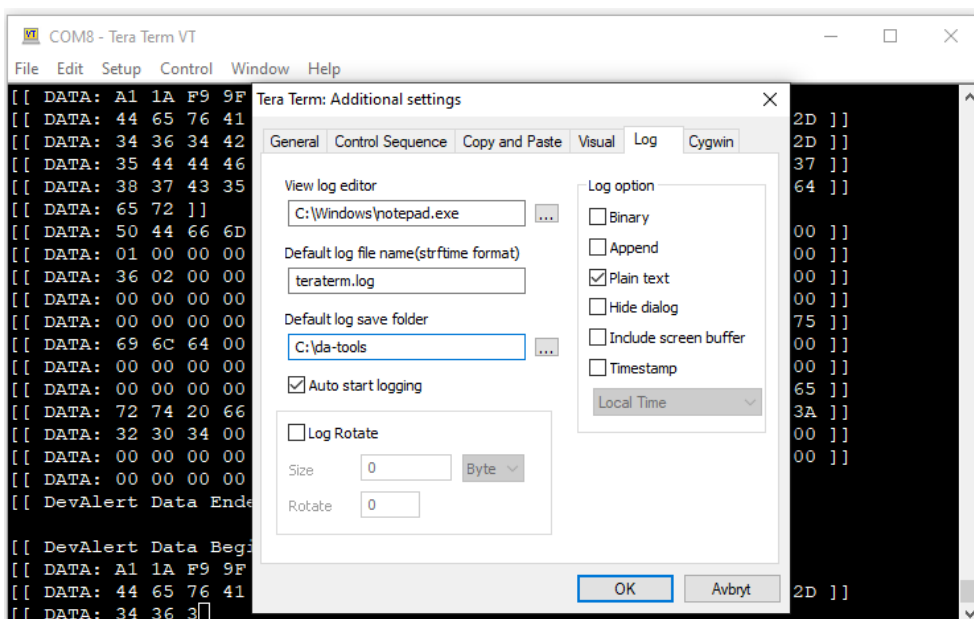 COM8 - Tera Term VT
File Edit Setup Control Window Help
[[ DATA: A1 1A F9 9F
[[ DATA: 44 65 76 41 2D ]]
[[ DATA: 34 36 34 42 2D ]]
[[ DATA: 35 44 44 46 37 ]]
[[ DATA: 38 37 43 35 64 ]]
[[ DATA: 65 72 ]]
[[ DATA: 50 44 66 6D 00 ]]
[[ DATA: 01 00 00 00 00 ]]
[[ DATA: 36 02 00 00 00 ]]
[[ DATA: 00 00 00 00 00 ]]
[[ DATA: 00 00 00 00 75 ]]
[[ DATA: 69 6C 64 00 00 ]]
[[ DATA: 00 00 00 00 00 ]]
[[ DATA: 00 00 00 00 65 ]]
[[ DATA: 72 74 20 66 3A ]]
[[ DATA: 32 30 34 00 00 ]]
[[ DATA: 00 00 00 00 00 ]]
[[ DATA: 00 00 00 00
[[ DevAlert Data Ende
[[ DevAlert Data Begi
[[ DATA: A1 1A F9 9F
[[ DATA: 44 65 76 41 2D ]]
[[ DATA: 34 36 3
Tera Term: Additional settings
General Control Sequence Copy and Paste Visual Log Cygwin
View log editor
C:\Windows\notepad.exe
...
Default log file name(strftime format)
teraterm.log
Default log save folder
C:\da-tools
...
Auto start logging
Log Rotate
Size 0 Byte
Rotate 0
Log option
Binary
Append
Plain text
Hide dialog
Include screen buffer
Timestamp
Local Time
OK Avbryt